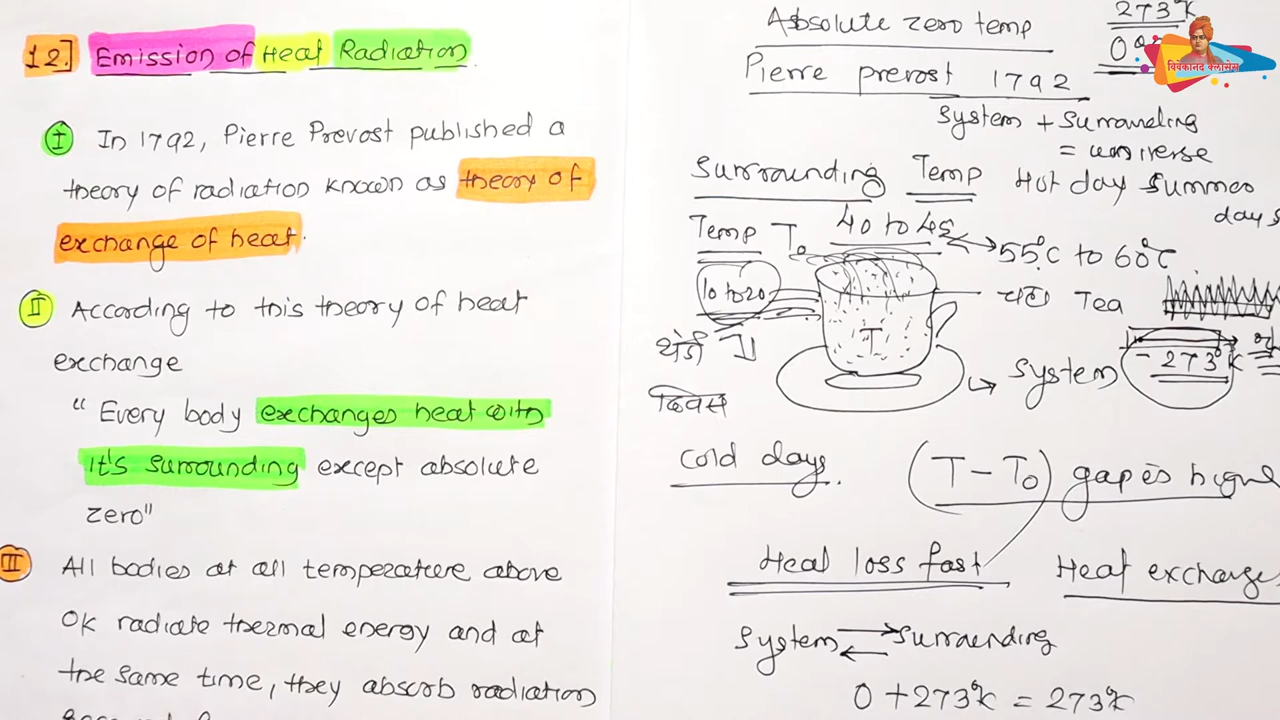 12.] Emission of Heat Radiation.
I In 1792, Pierre Prevost published a
theory of radiation known as theory of
exchange of heat.
II According to this theory of heat
exchange
" Every body exchanges heat with
it's surrounding except absolute
zero"
III All bodies at all temperature above
0K radiate thermal energy and at
the same time, they absorb radiation
Absolute zero temp
273°K
Pierre prevost 1792
विवेकानंद क्लासेस
System + Surrounding
= universe
Surrounding Temp Hot day Summer
days
Temp T₀ 40 to 45
55°C to 60°C
10 to 20
चहा Tea
T
थंडी
दिवस
System
- 273°K
Cold days.
(T - T₀) gap is
Heat loss fast
Heat exchange
System Surrounding
0 + 273°K = 273°K